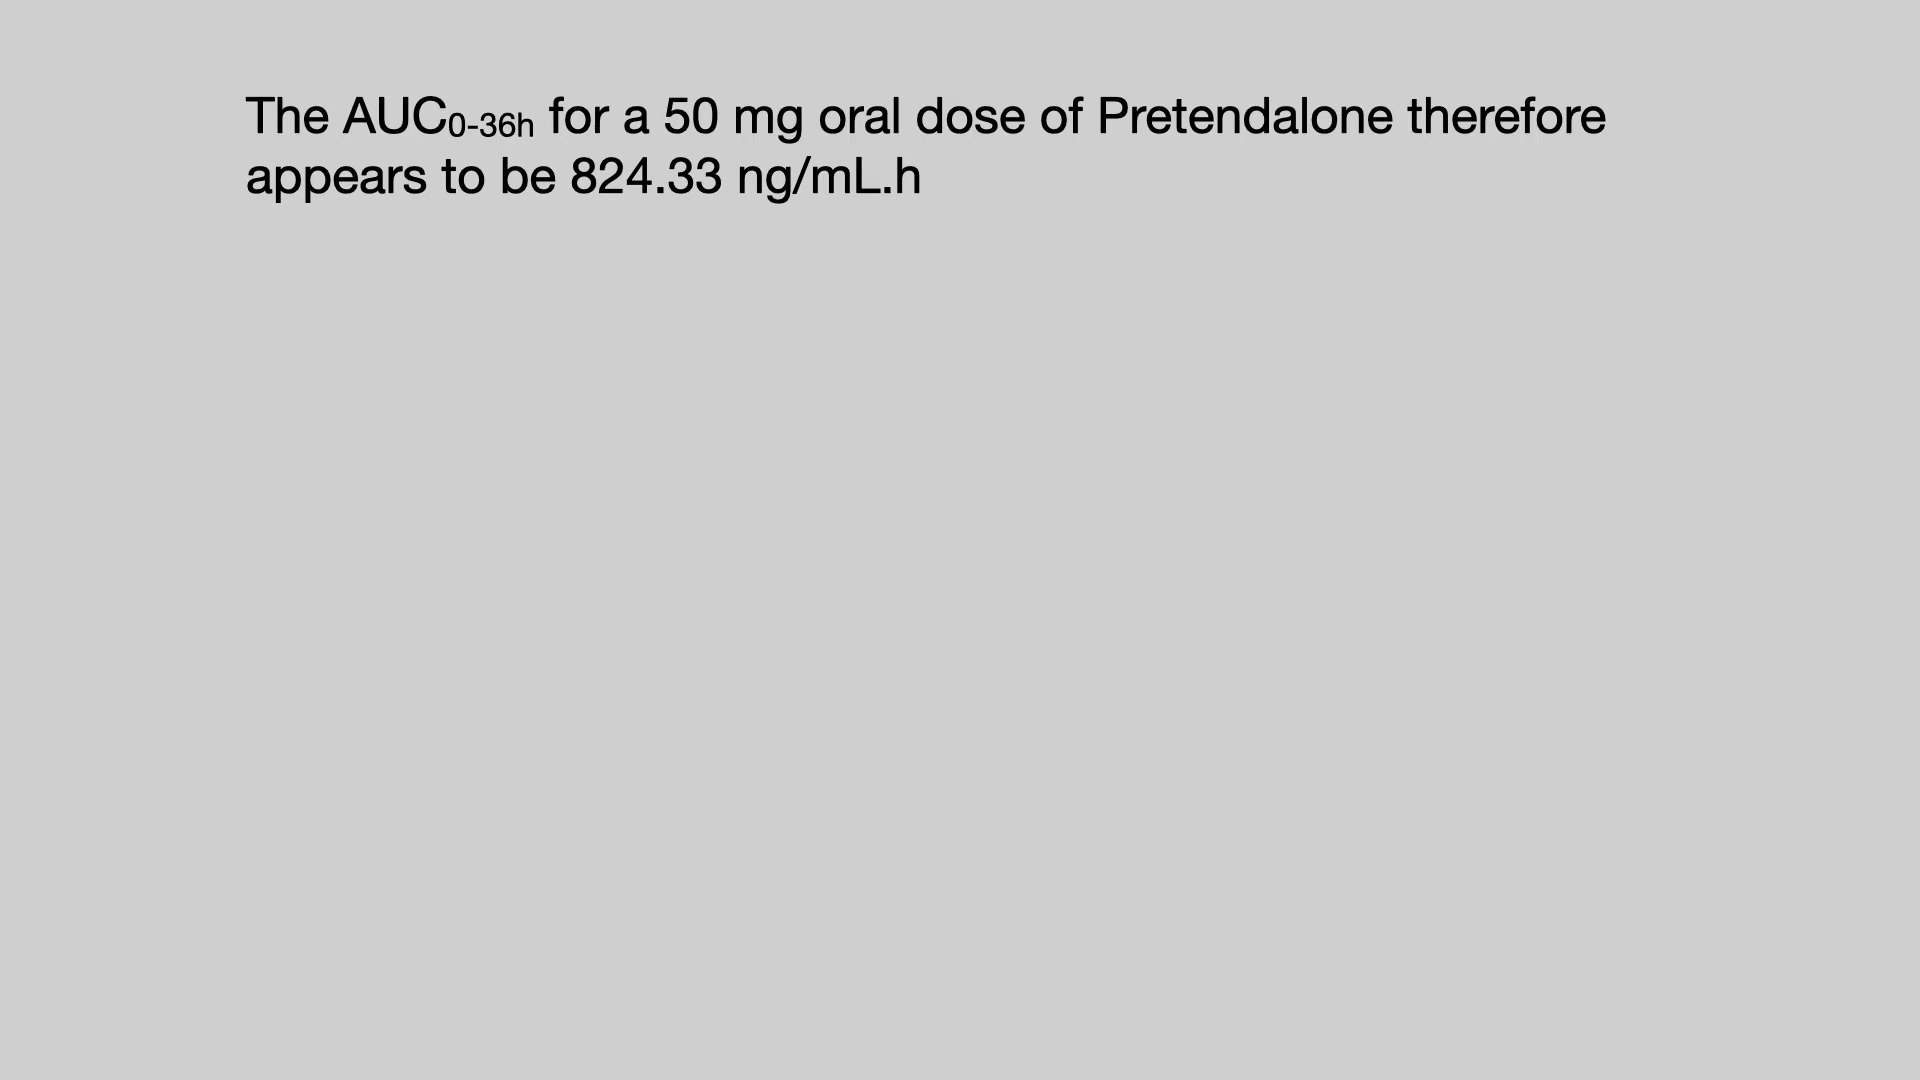 The AUC0-36h for a 50 mg oral dose of Pretendalone therefore
appears to be 824.33 ng/mL.h